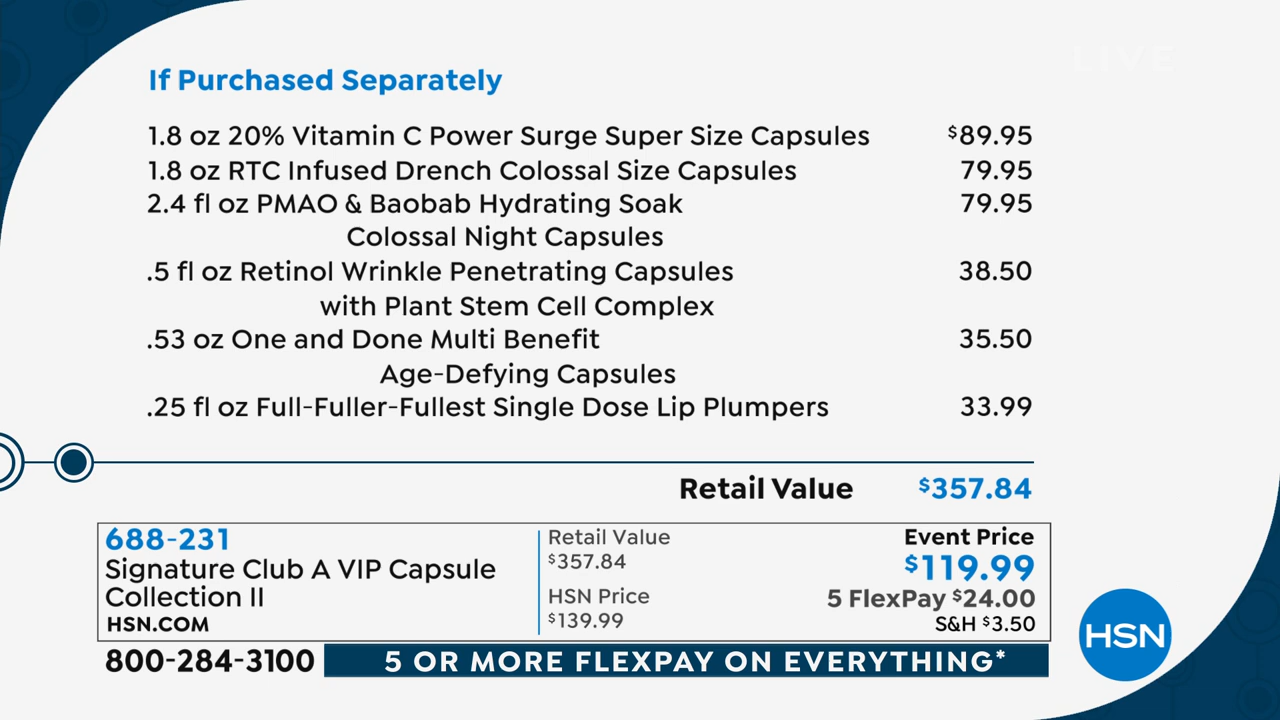 LIVE
If Purchased Separately
1.8 oz 20% Vitamin C Power Surge Super Size Capsules $89.95
1.8 oz RTC Infused Drench Colossal Size Capsules 79.95
2.4 fl oz PMAO & Baobab Hydrating Soak 79.95
Colossal Night Capsules
.5 fl oz Retinol Wrinkle Penetrating Capsules 38.50
with Plant Stem Cell Complex
.53 oz One and Done Multi Benefit 35.50
Age-Defying Capsules
.25 fl oz Full-Fuller-Fullest Single Dose Lip Plumpers 33.99
Retail Value $357.84
688-231
Signature Club A VIP Capsule
Collection II
HSN.COM
Retail Value
$357.84
HSN Price
$139.99
Event Price
$119.99
5 FlexPay $24.00
S&H $3.50
HSN
800-284-3100
5 OR MORE FLEXPAY ON EVERYTHING*